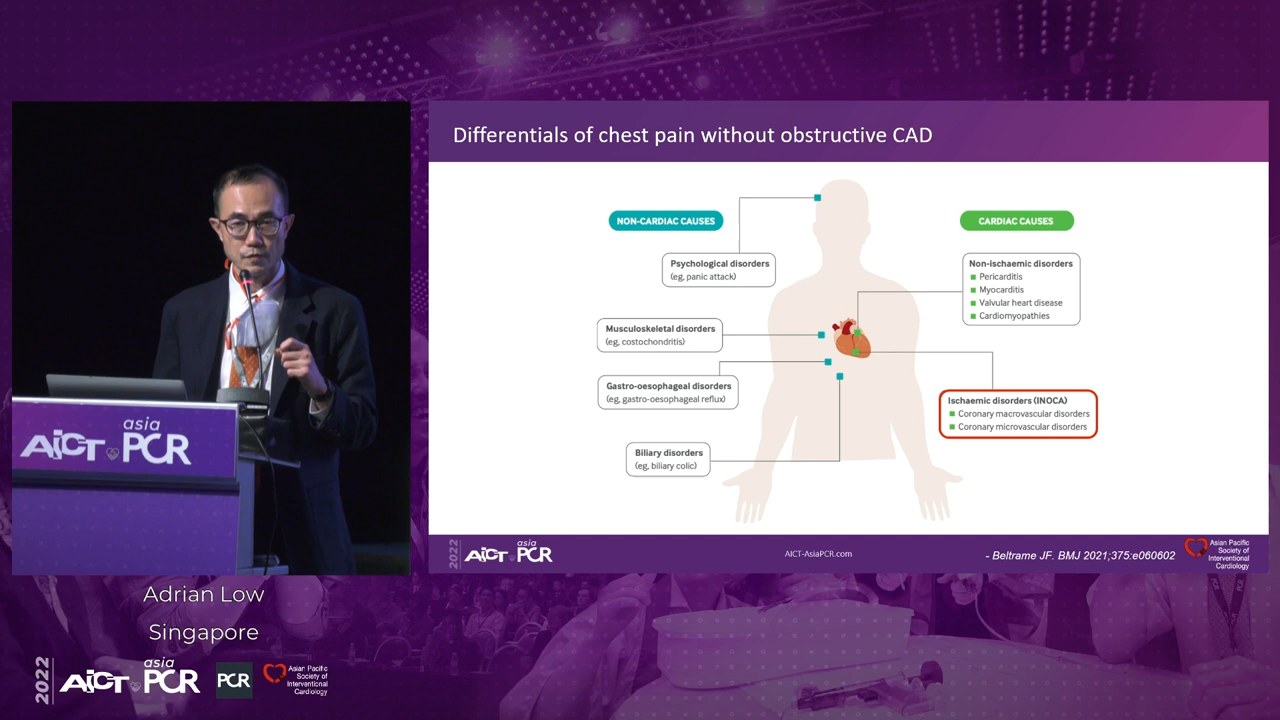 Differentials of chest pain without obstructive CAD
NON-CARDIAC CAUSES
CARDIAC CAUSES
Psychological disorders
(eg, panic attack)
Musculoskeletal disorders
(eg, costochondritis)
Gastro-oesophageal disorders
(eg, gastro-oesophageal reflux)
Biliary disorders
(eg, biliary colic)
Non-ischaemic disorders
Pericarditis
Myocarditis
Valvular heart disease
Cardiomyopathies
Ischaemic disorders (INOCA)
Coronary macrovascular disorders
Coronary microvascular disorders
2022
AICT asia PCR
AICT-AsiaPCR.com
- Beltrame JF. BMJ 2021;375:e060602
Asian Pacific
Society of
Interventional
Cardiology
asia
AICT PCR
Adrian Low
Singapore
2022
AICT asia PCR
PCR
Asian Pacific
Society of
Interventional
Cardiology